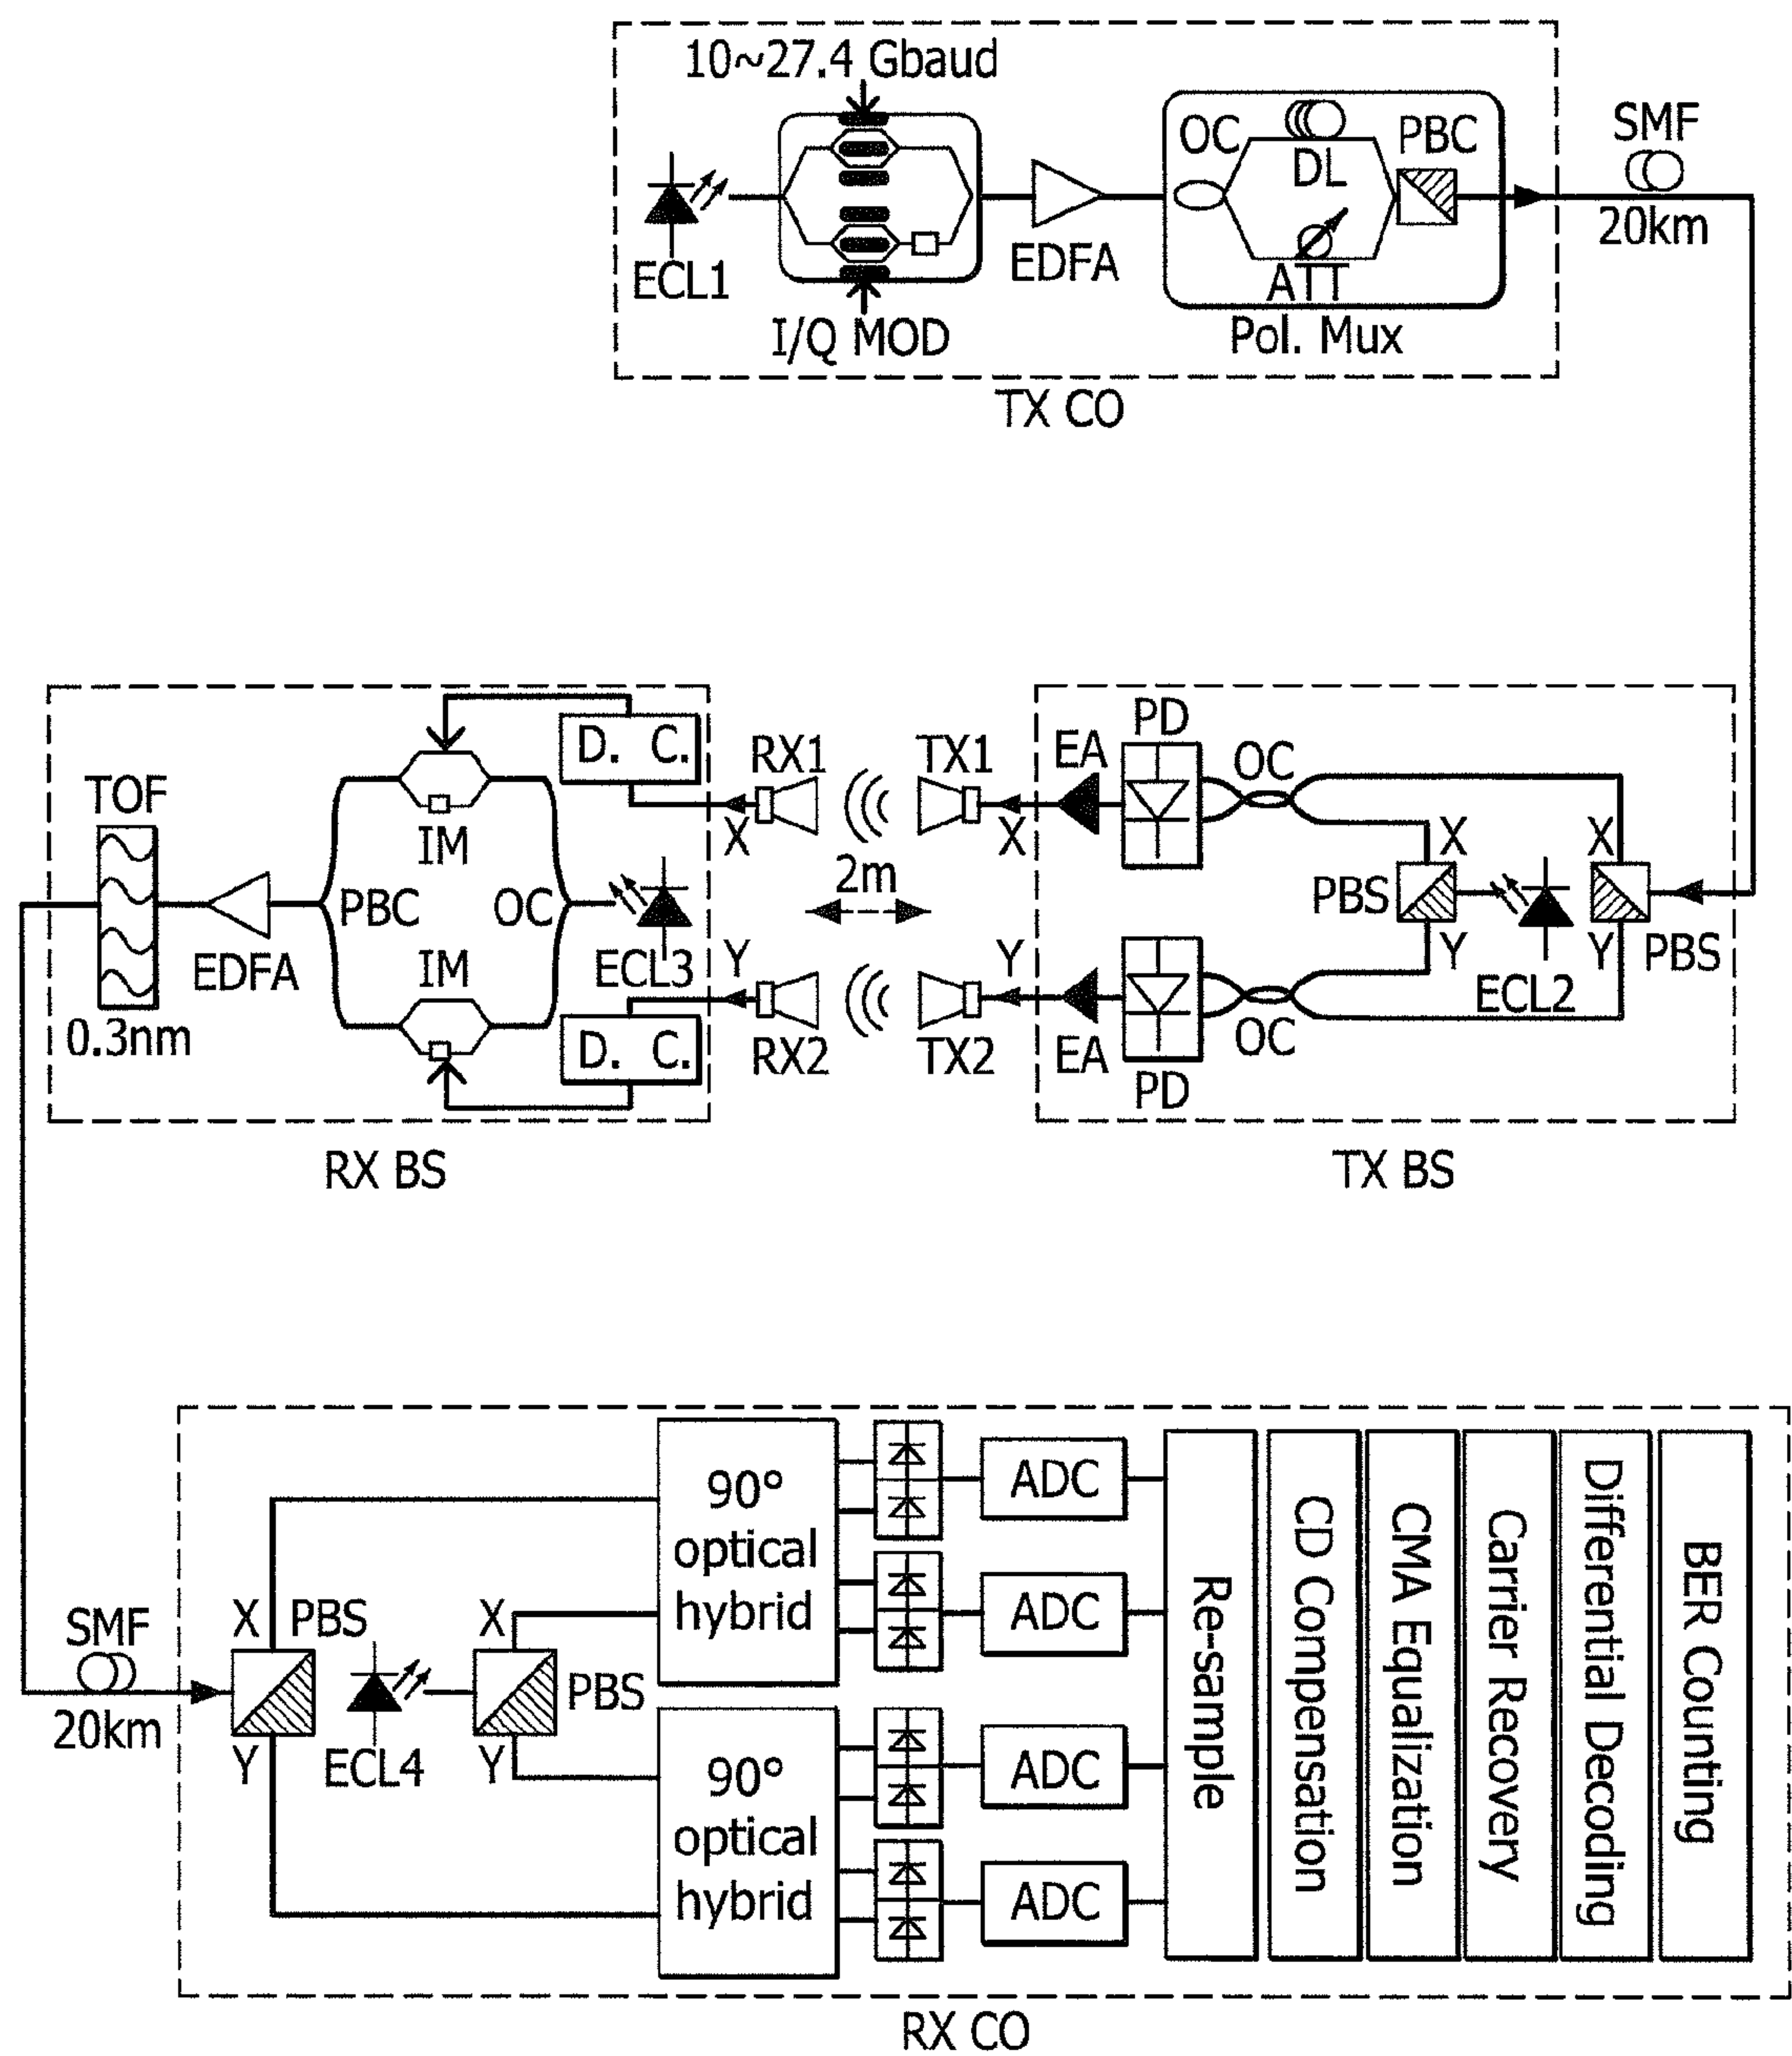 10~27.4 Gbaud
ECL1
I/Q MOD
EDFA
OC
DL
ATT
PBC
Pol. Mux
SMF
20km
TX CO
TOF
0.3nm
EDFA
PBC
IM
IM
OC
D. C.
D. C.
ECL3
RX BS
RX1
X
TX1
X
2m
Y
RX2
Y
TX2
EA
PD
OC
X
X
PBS
Y
ECL2
Y
PBS
EA
PD
OC
TX BS
SMF
20km
X
PBS
Y
ECL4
X
PBS
Y
90°
optical
hybrid
90°
optical
hybrid
ADC
ADC
ADC
ADC
Re-sample
CD Compensation
CMA Equalization
Carrier Recovery
Differential Decoding
BER Counting
RX CO